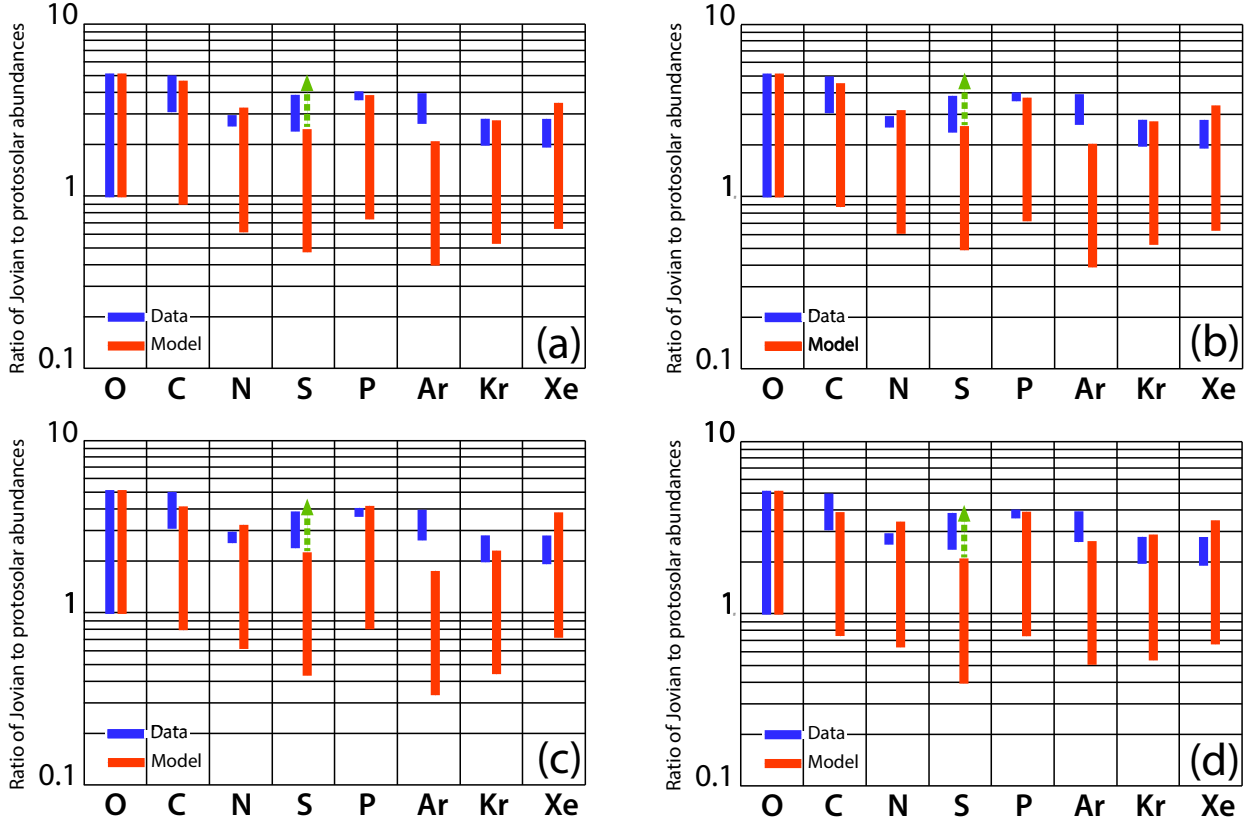 Ratio of Jovian to protosolar abundances
10
1
0.1
Data
Model
(a)
O C N S P Ar Kr Xe
Ratio of Jovian to protosolar abundances
10
1
0.1
Data
Model
(b)
O C N S P Ar Kr Xe
Ratio of Jovian to protosolar abundances
10
1
0.1
Data
Model
(c)
O C N S P Ar Kr Xe
Ratio of Jovian to protosolar abundances
10
1
0.1
Data
Model
(d)
O C N S P Ar Kr Xe